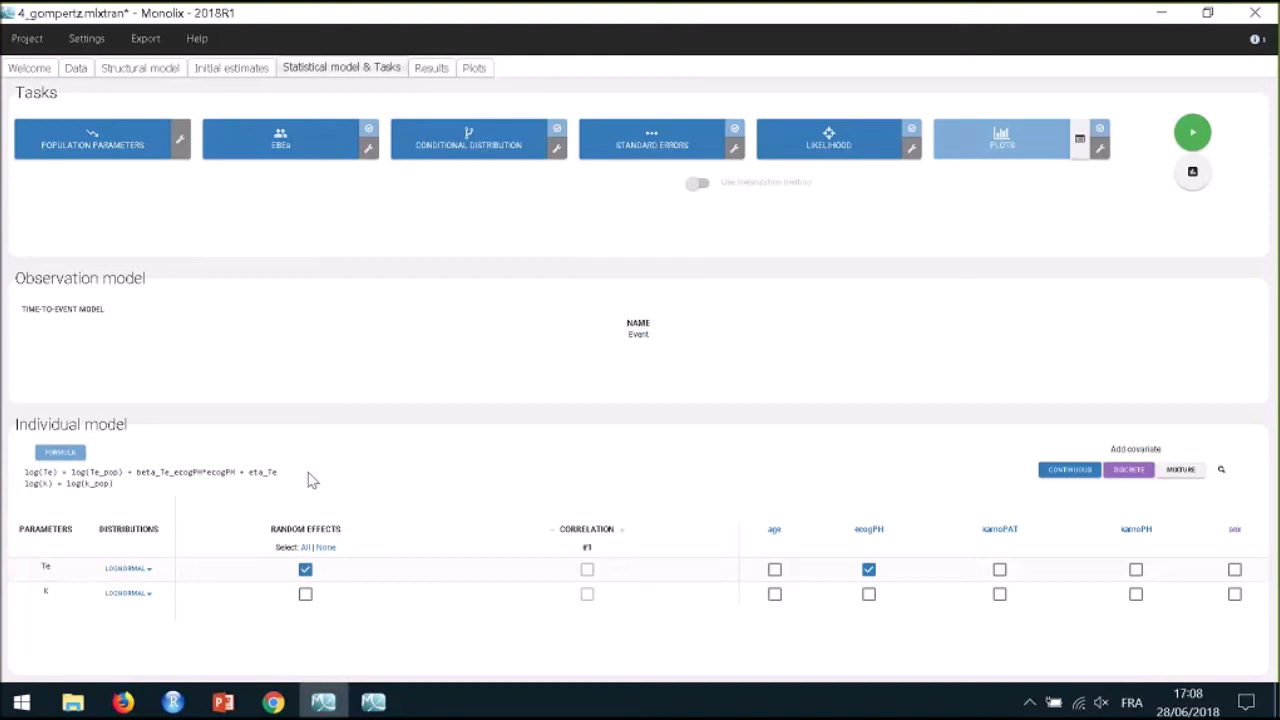 4_gompertz.mlxtran* - Monolix - 2018R1
Project Settings Export Help
1
Welcome Data Structural model Initial estimates Statistical model & Tasks Results Plots
Tasks
POPULATION PARAMETERS EBEs CONDITIONAL DISTRIBUTION STANDARD ERRORS LIKELIHOOD PLOTS
Use linearization method
Observation model
TIME-TO-EVENT MODEL
NAME
Event
Individual model
FORMULA
Add covariate
log(Te) = log(Te_pop) + beta_Te_ecogPH*ecogPH + eta_Te
CONTINUOUS DISCRETE MIXTURE
log(k) = log(k_pop)
PARAMETERS DISTRIBUTIONS RANDOM EFFECTS - CORRELATION + age ecogPH karnoPAT karnoPH sex
Select: All | None #1
Te LOGNORMAL
k LOGNORMAL
FRA
17:08
28/06/2018